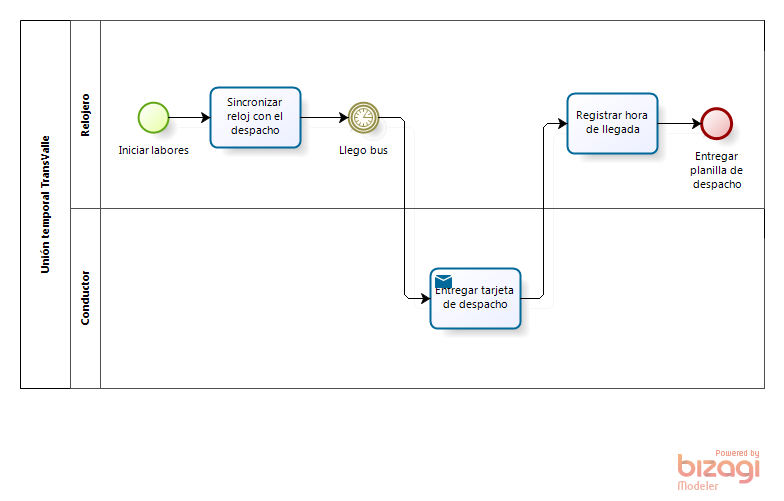 Unión temporal TransValle
Relojero
Iniciar labores
Sincronizar
reloj con el
despacho
Llego bus
Registrar hora
de llegada
Entregar
planilla de
despacho
Conductor
Entregar tarjeta
de despacho
Powered by
bizagi
Modeler